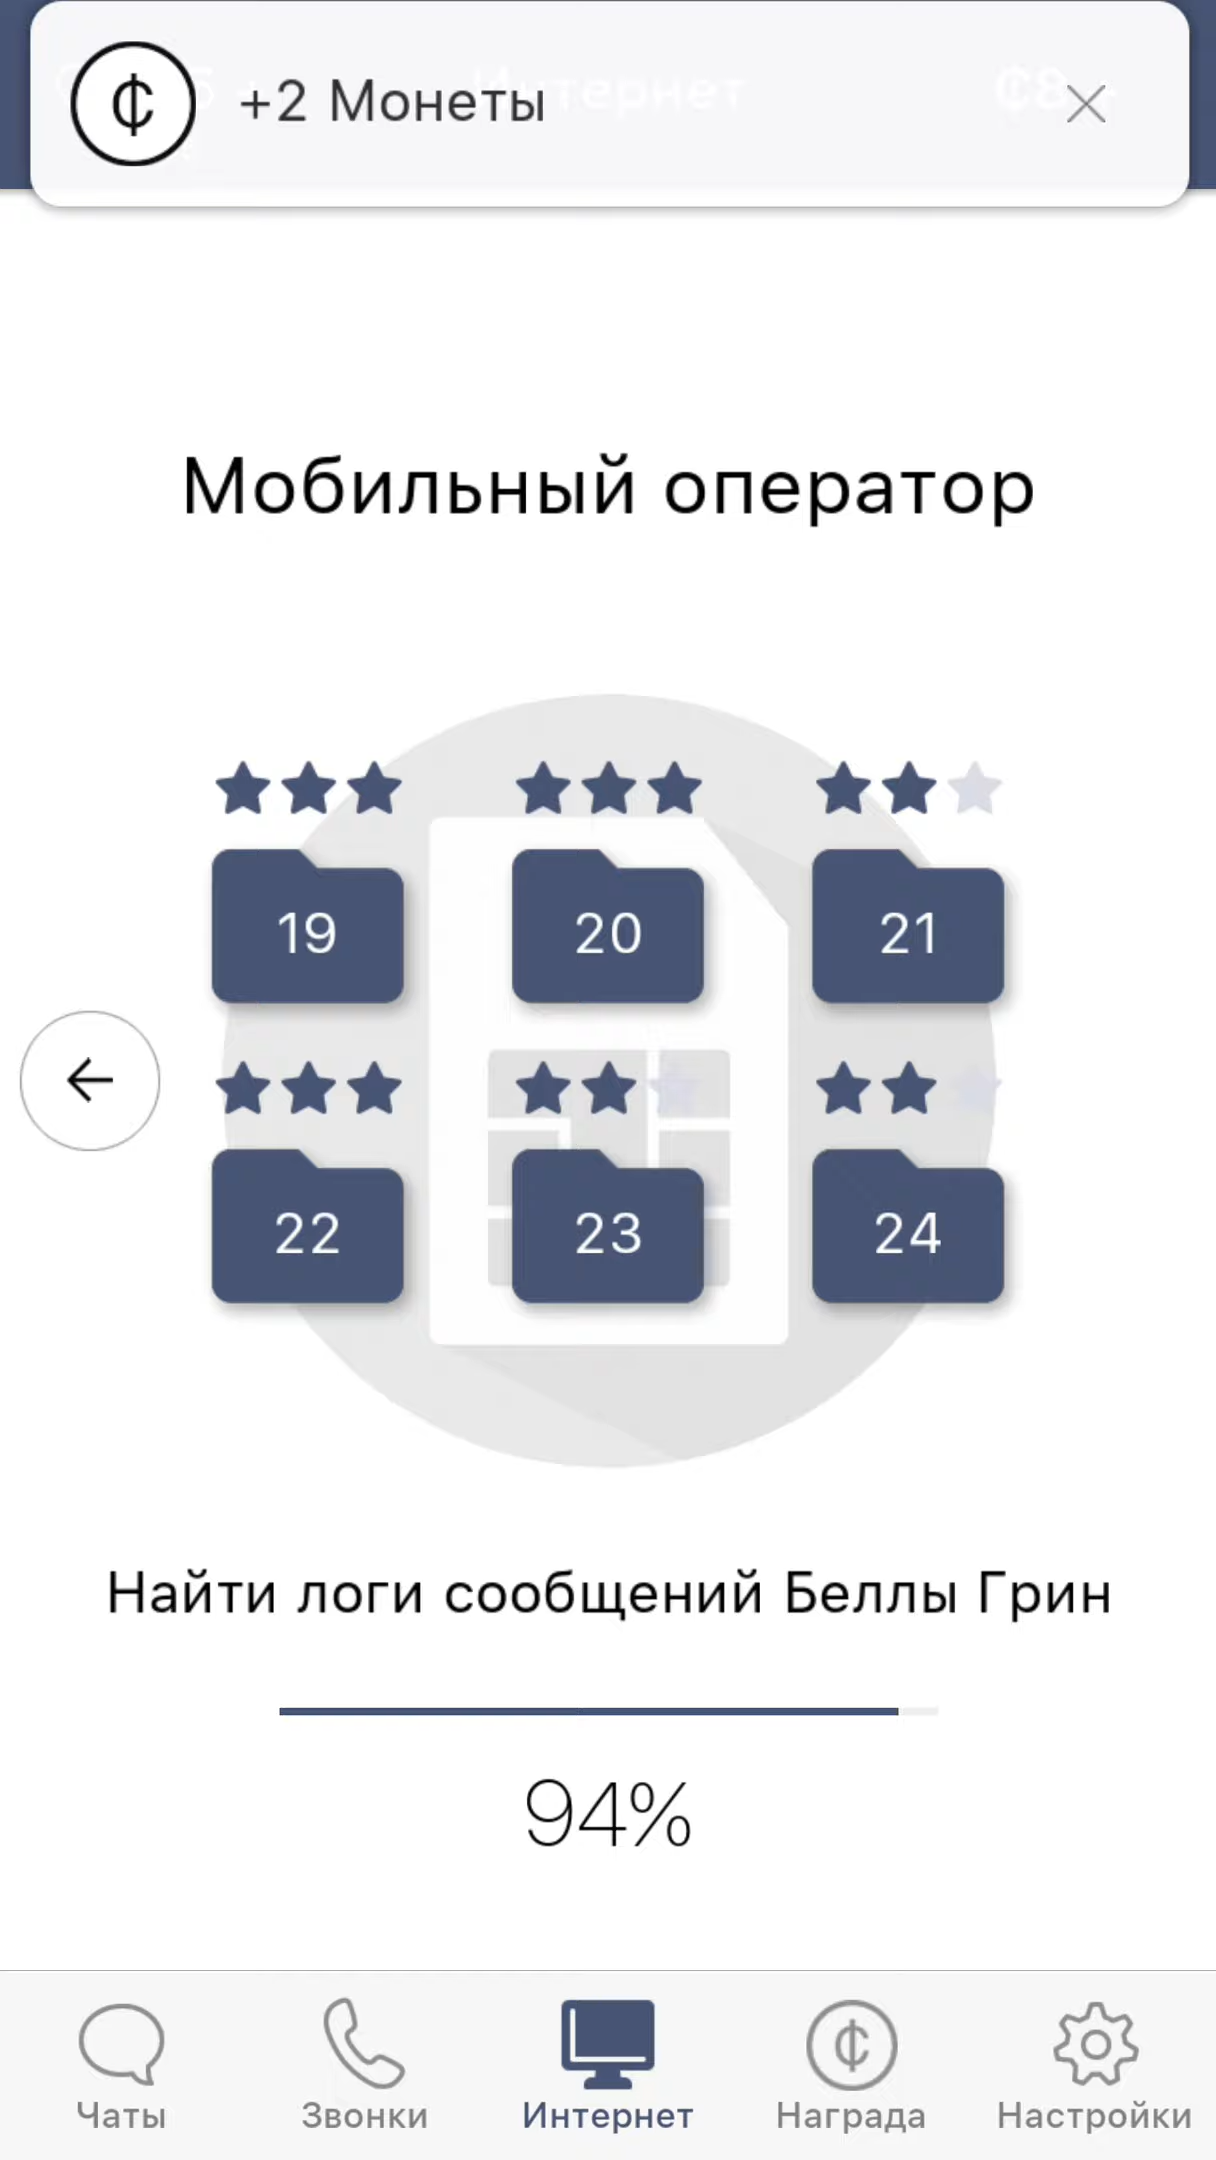 ₵ +2 Монеты
Мобильный оператор
19 20 21
22 23 24
Найти логи сообщений Беллы Грин
94%
Чаты Звонки Интернет Награда Настройки